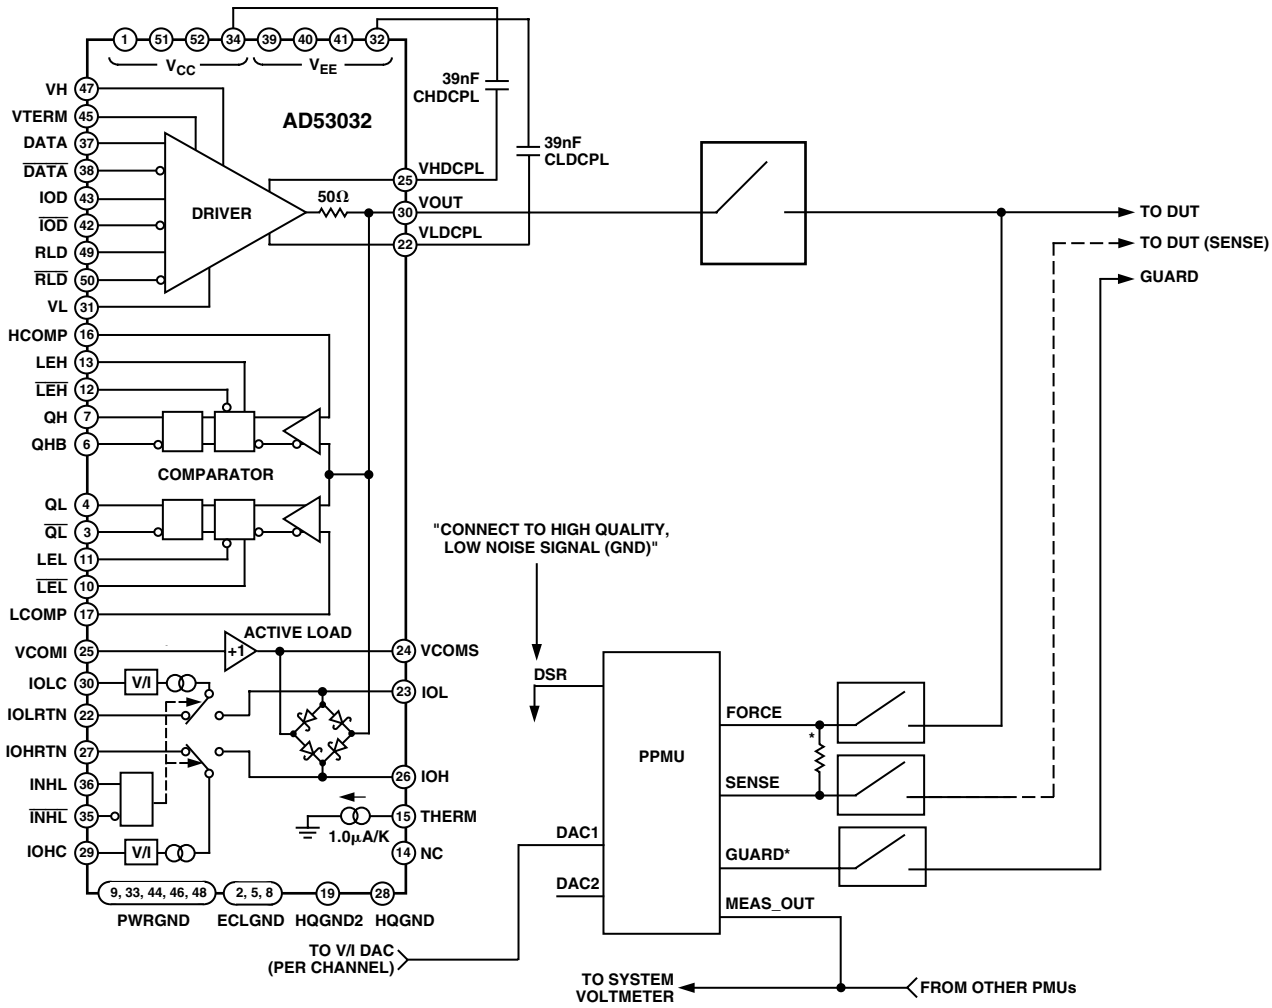 1 51 52 34 39 40 41 32
VCC VEE
AD53032
39nF
CHDCPL
39nF
CLDCPL
VH 47
VTERM 45
DATA 37
DATA 38
IOD 43
IOD 42
RLD 49
RLD 50
VL 31
DRIVER
50Ω
25 VHDCPL
30 VOUT
22 VLDCPL
TO DUT
TO DUT (SENSE)
GUARD
HCOMP 16
LEH 13
LEH 12
QH 7
QHB 6
COMPARATOR
QL 4
QL 3
LEL 11
LEL 10
LCOMP 17
"CONNECT TO HIGH QUALITY,
LOW NOISE SIGNAL (GND)"
ACTIVE LOAD
VCOMI 25
+1
24 VCOMS
IOLC 30
V/I
23 IOL
IOLRTN 22
IOHRTN 27
INHL 36
INHL 35
IOHC 29
V/I
26 IOH
15 THERM
1.0μA/K
14 NC
9, 33, 44, 46, 48
2, 5, 8
19
28
PWRGND
ECLGND
HQGND2
HQGND
TO V/I DAC
(PER CHANNEL)
DSR
DAC1
DAC2
PPMU
FORCE
*
SENSE
GUARD*
MEAS_OUT
TO SYSTEM
VOLTMETER
FROM OTHER PMUs